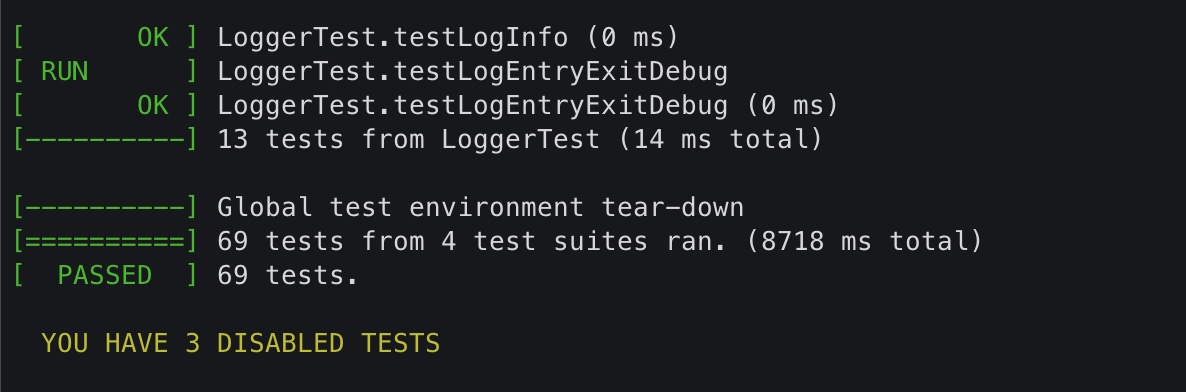 [       OK ] LoggerTest.testLogInfo (0 ms)
[ RUN      ] LoggerTest.testLogEntryExitDebug
[       OK ] LoggerTest.testLogEntryExitDebug (0 ms)
[----------] 13 tests from LoggerTest (14 ms total)

[----------] Global test environment tear-down
[==========] 69 tests from 4 test suites ran. (8718 ms total)
[  PASSED  ] 69 tests.

  YOU HAVE 3 DISABLED TESTS